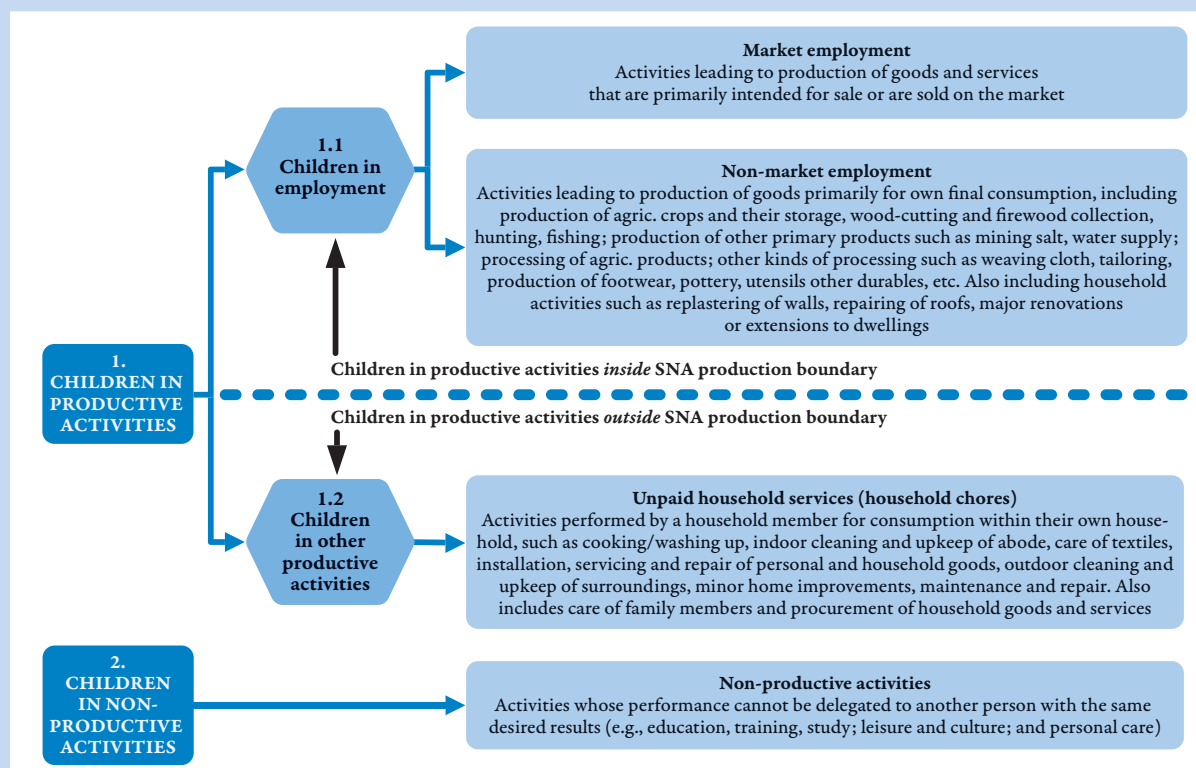 Market employment
Activities leading to production of goods and services
that are primarily intended for sale or are sold on the market
1.1
Children in
employment
Non-market employment
Activities leading to production of goods primarily for own final consumption, including
production of agric. crops and their storage, wood-cutting and firewood collection,
hunting, fishing; production of other primary products such as mining salt, water supply;
processing of agric. products; other kinds of processing such as weaving cloth, tailoring,
production of footwear, pottery, utensils other durables, etc. Also including household
activities such as replastering of walls, repairing of roofs, major renovations
or extensions to dwellings
1.
CHILDREN IN
PRODUCTIVE
ACTIVITIES
Children in productive activities inside SNA production boundary
Children in productive activities outside SNA production boundary
1.2
Children
in other
productive
activities
Unpaid household services (household chores)
Activities performed by a household member for consumption within their own house-
hold, such as cooking/washing up, indoor cleaning and upkeep of abode, care of textiles,
installation, servicing and repair of personal and household goods, outdoor cleaning and
upkeep of surroundings, minor home improvements, maintenance and repair. Also
includes care of family members and procurement of household goods and services
2.
CHILDREN
IN NON-
PRODUCTIVE
ACTIVITIES
Non-productive activities
Activities whose performance cannot be delegated to another person with the same
desired results (e.g., education, training, study; leisure and culture; and personal care)